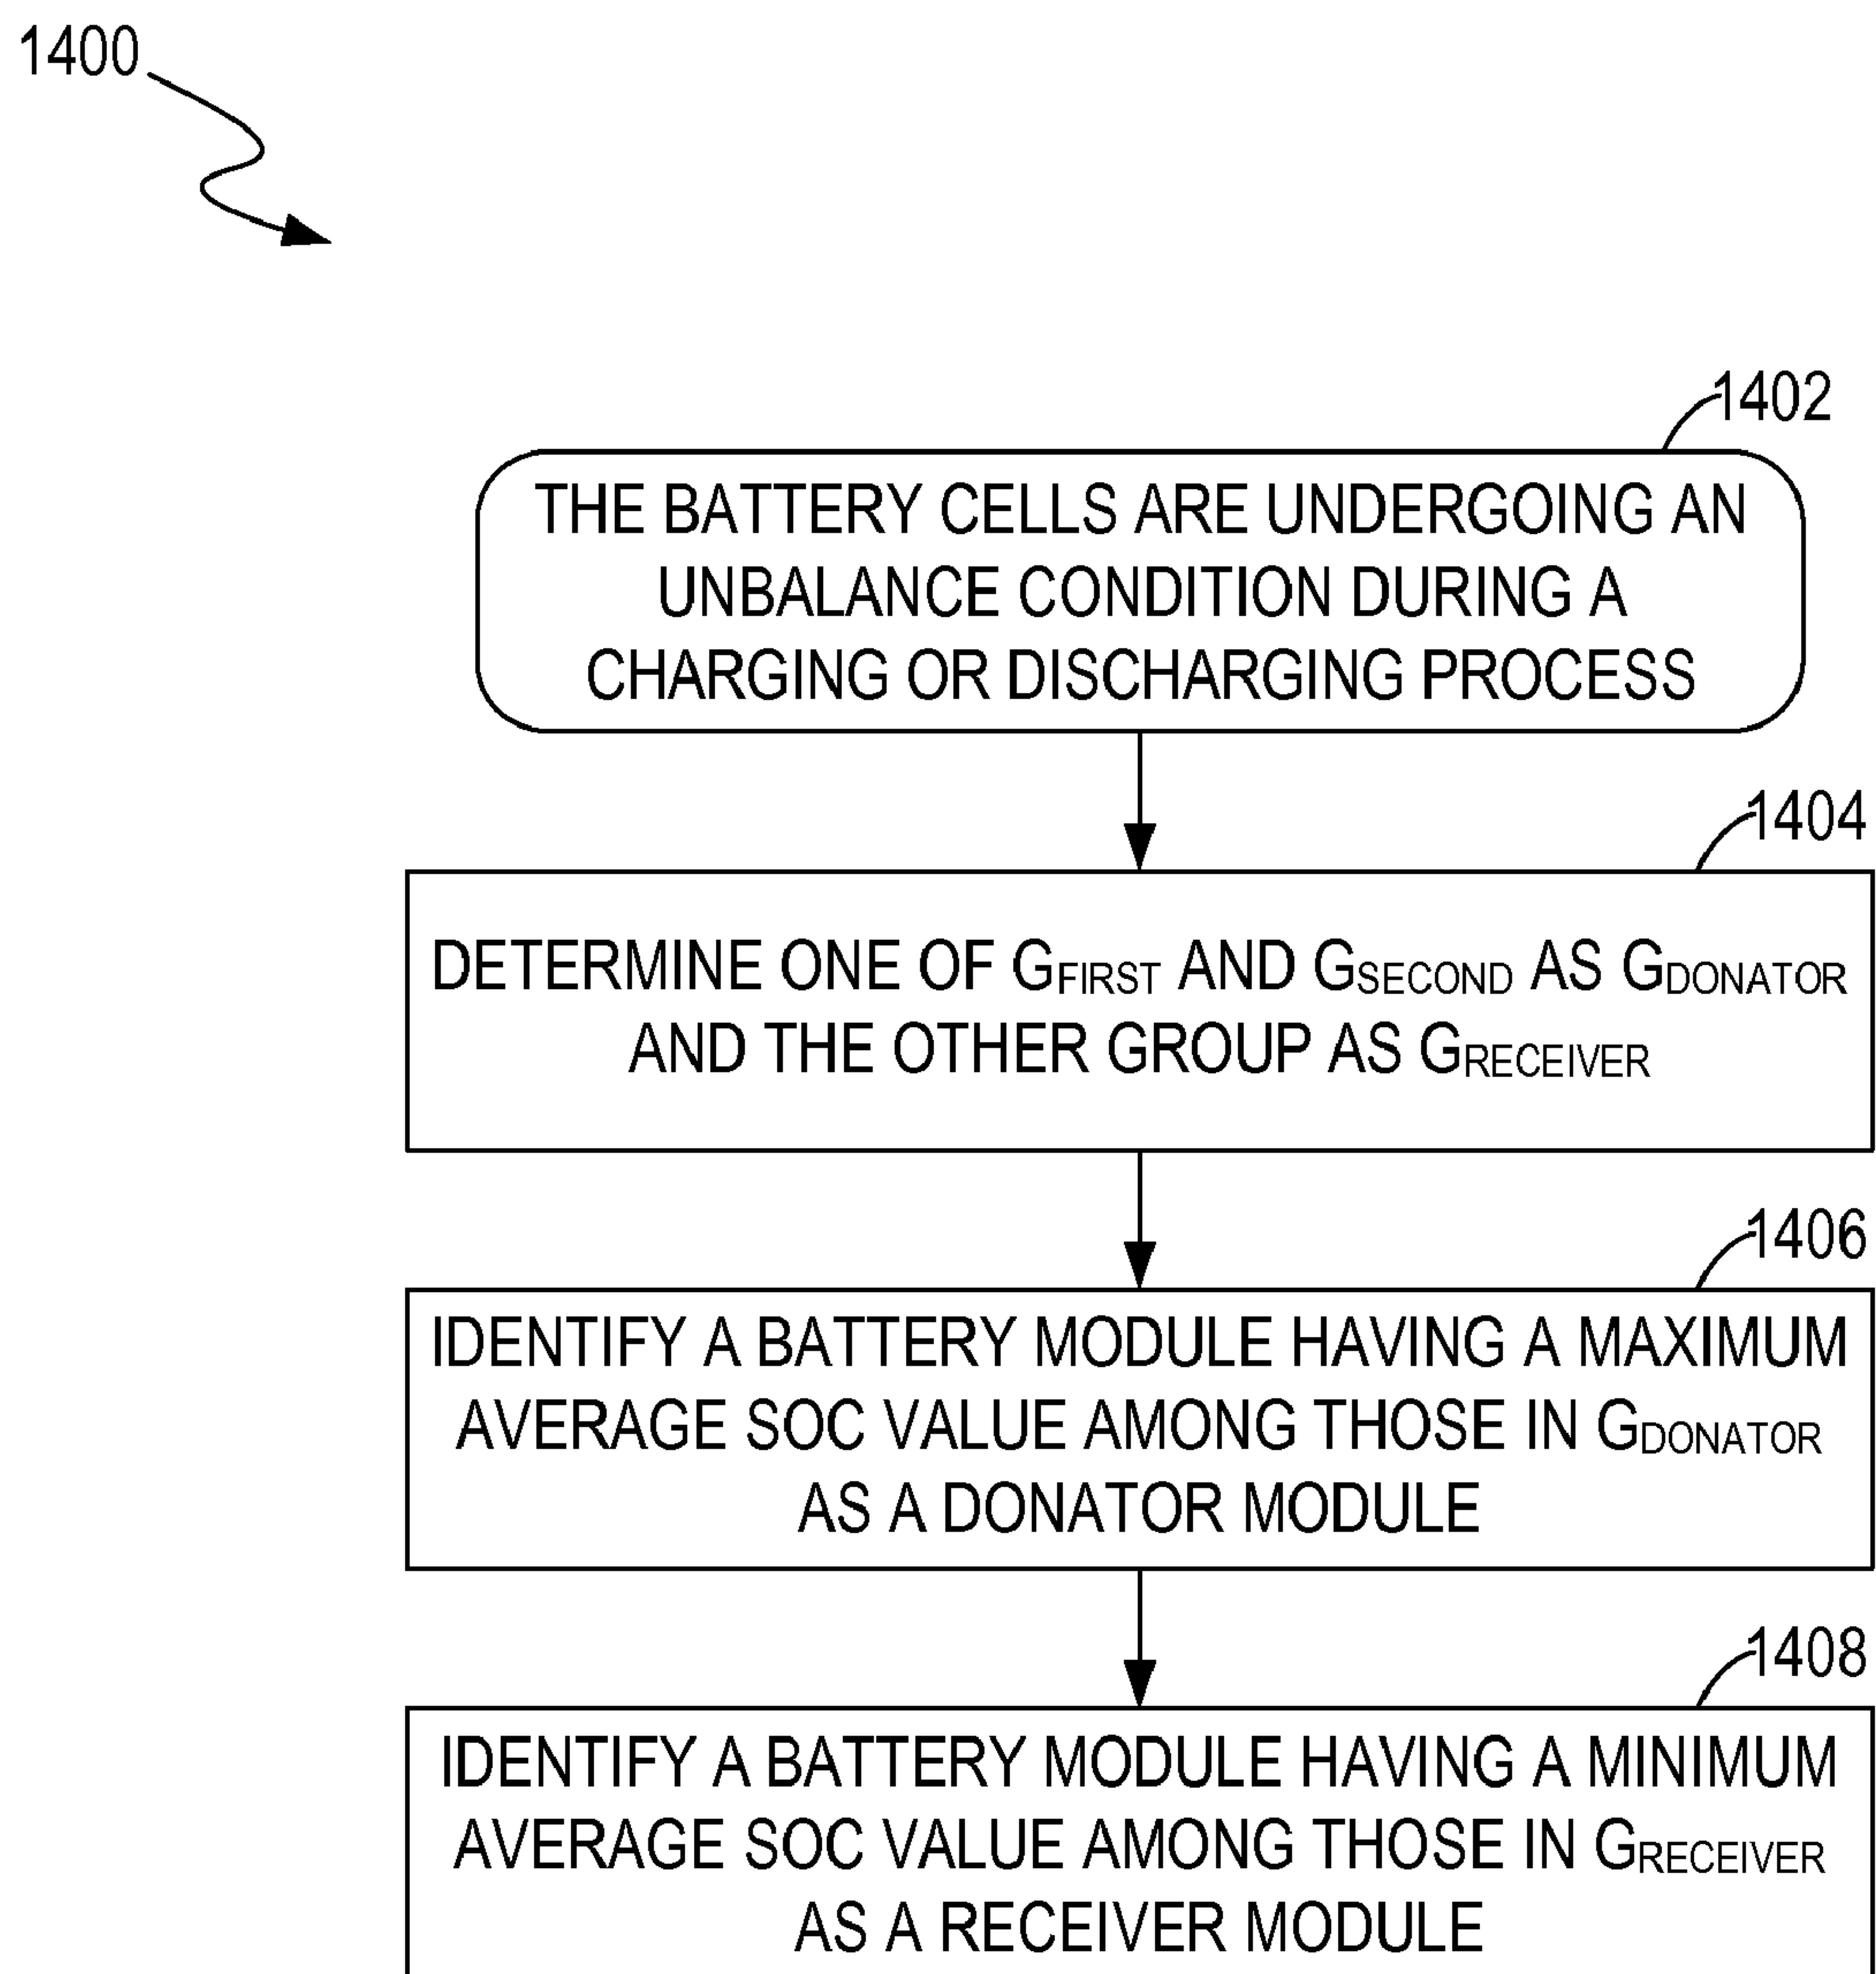 1400
1402
THE BATTERY CELLS ARE UNDERGOING AN
UNBALANCE CONDITION DURING A
CHARGING OR DISCHARGING PROCESS
1404
DETERMINE ONE OF GFIRST AND GSECOND AS GDONATOR
AND THE OTHER GROUP AS GRECEIVER
1406
IDENTIFY A BATTERY MODULE HAVING A MAXIMUM
AVERAGE SOC VALUE AMONG THOSE IN GDONATOR
AS A DONATOR MODULE
1408
IDENTIFY A BATTERY MODULE HAVING A MINIMUM
AVERAGE SOC VALUE AMONG THOSE IN GRECEIVER
AS A RECEIVER MODULE